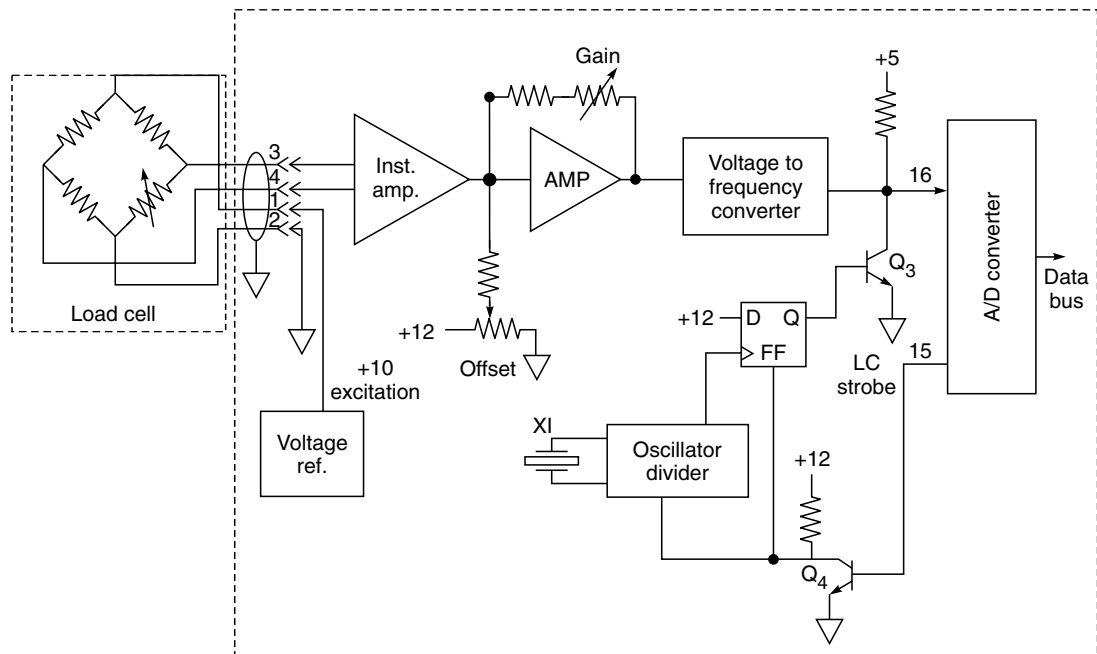 Gain
+5
3
4
1
2
Inst.
amp.
AMP
Voltage to
frequency
converter
16
A/D converter
Data
bus
Load cell
Q3
+12
D Q
FF
+12
Offset
LC
strobe
15
+10
excitation
XI
Voltage
ref.
Oscillator
divider
+12
Q4